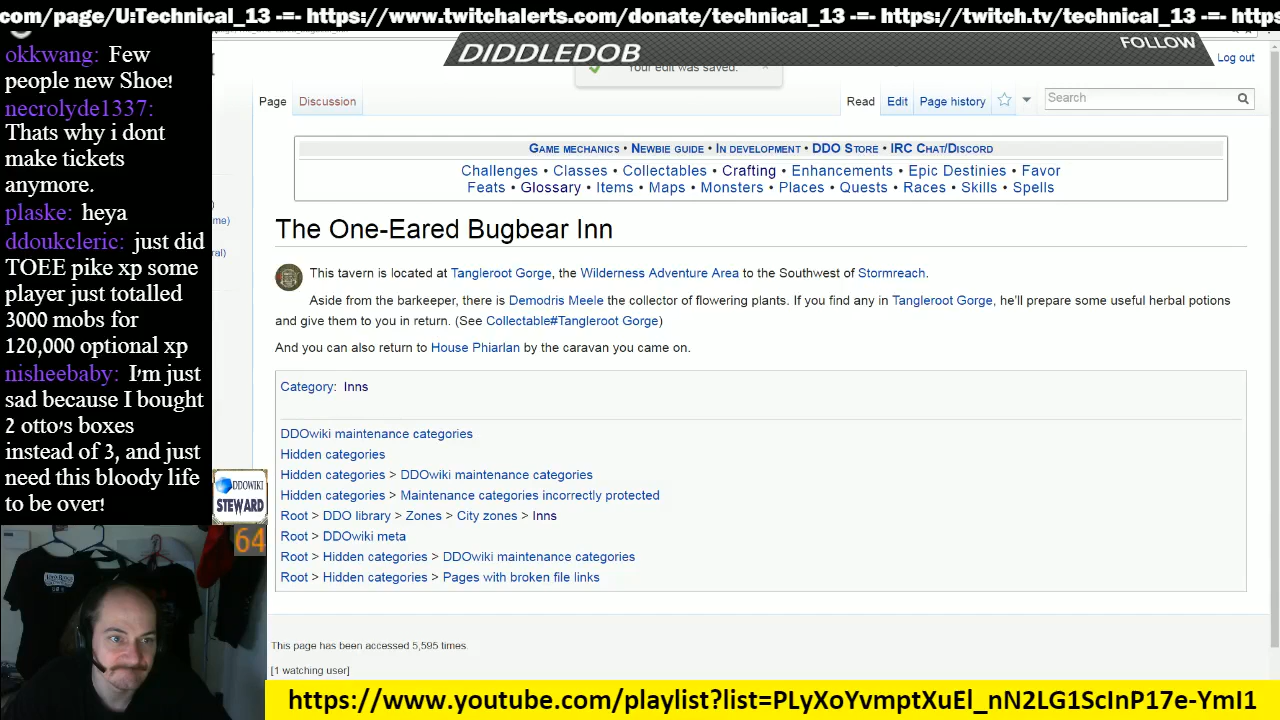 com/page/U:Technical_13 -=- https://www.twitchalerts.com/donate/technical_13 -=- https://twitch.tv/technical_13 -=- https
DIDDLEDOB
FOLLOW
Log out
Your edit was saved.
okkwang: Few
people new Shoe!
necrolyde1337:
Thats why i dont
make tickets
anymore.
plaske: heya
ddoukcleric: just did
TOEE pike xp some
player just totalled
3000 mobs for
120,000 optional xp
nisheebaby: I'm just
sad because I bought
2 otto's boxes
instead of 3, and just
need this bloody life
to be over!
Page Discussion Read Edit Page history Search
Game mechanics • Newbie guide • In development • DDO Store • IRC Chat/Discord
Challenges • Classes • Collectables • Crafting • Enhancements • Epic Destinies • Favor
Feats • Glossary • Items • Maps • Monsters • Places • Quests • Races • Skills • Spells
The One-Eared Bugbear Inn
This tavern is located at Tangleroot Gorge, the Wilderness Adventure Area to the Southwest of Stormreach.
Aside from the barkeeper, there is Demodris Meele the collector of flowering plants. If you find any in Tangleroot Gorge, he'll prepare some useful herbal potions
and give them to you in return. (See Collectable#Tangleroot Gorge)
And you can also return to House Phiarlan by the caravan you came on.
Category: Inns
DDOwiki maintenance categories
Hidden categories
Hidden categories > DDOwiki maintenance categories
Hidden categories > Maintenance categories incorrectly protected
Root > DDO library > Zones > City zones > Inns
Root > DDOwiki meta
Root > Hidden categories > DDOwiki maintenance categories
Root > Hidden categories > Pages with broken file links
This page has been accessed 5,595 times.
[1 watching user]
DDOWIKI
STEWARD
64
https://www.youtube.com/playlist?list=PLyXoYvmptXuEl_nN2LG1ScInP17e-YmI1